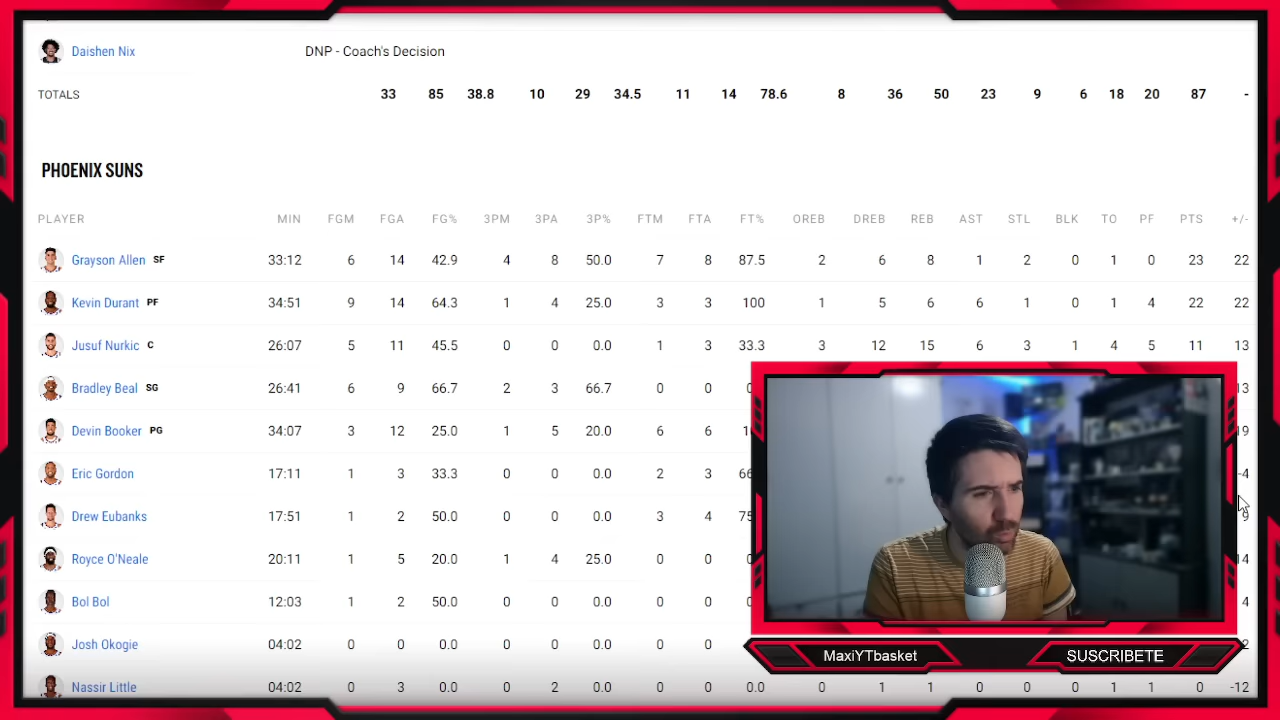 Daishen Nix DNP - Coach's Decision
TOTALS 33 85 38.8 10 29 34.5 11 14 78.6 8 36 50 23 9 6 18 20 87 -
PHOENIX SUNS
PLAYER MIN FGM FGA FG% 3PM 3PA 3P% FTM FTA FT% OREB DREB REB AST STL BLK TO PF PTS +/-
Grayson Allen SF 33:12 6 14 42.9 4 8 50.0 7 8 87.5 2 6 8 1 2 0 1 0 23 22
Kevin Durant PF 34:51 9 14 64.3 1 4 25.0 3 3 100 1 5 6 6 1 0 1 4 22 22
Jusuf Nurkic C 26:07 5 11 45.5 0 0 0.0 1 3 33.3 3 12 15 6 3 1 4 5 11 13
Bradley Beal SG 26:41 6 9 66.7 2 3 66.7 0 0
Devin Booker PG 34:07 3 12 25.0 1 5 20.0 6 6
Eric Gordon 17:11 1 3 33.3 0 0 0.0 2 3 -4
Drew Eubanks 17:51 1 2 50.0 0 0 0.0 3 4
Royce O'Neale 20:11 1 5 20.0 1 4 25.0 0 0
Bol Bol 12:03 1 2 50.0 0 0 0.0 0 0 4
Josh Okogie 04:02 0 0 0.0 0 0 0.0 0 0
Nassir Little 04:02 0 3 0.0 0 2 0.0 0 0 0.0 0 1 1 0 0 0 1 1 0 -12
MaxiYTbasket SUSCRIBETE